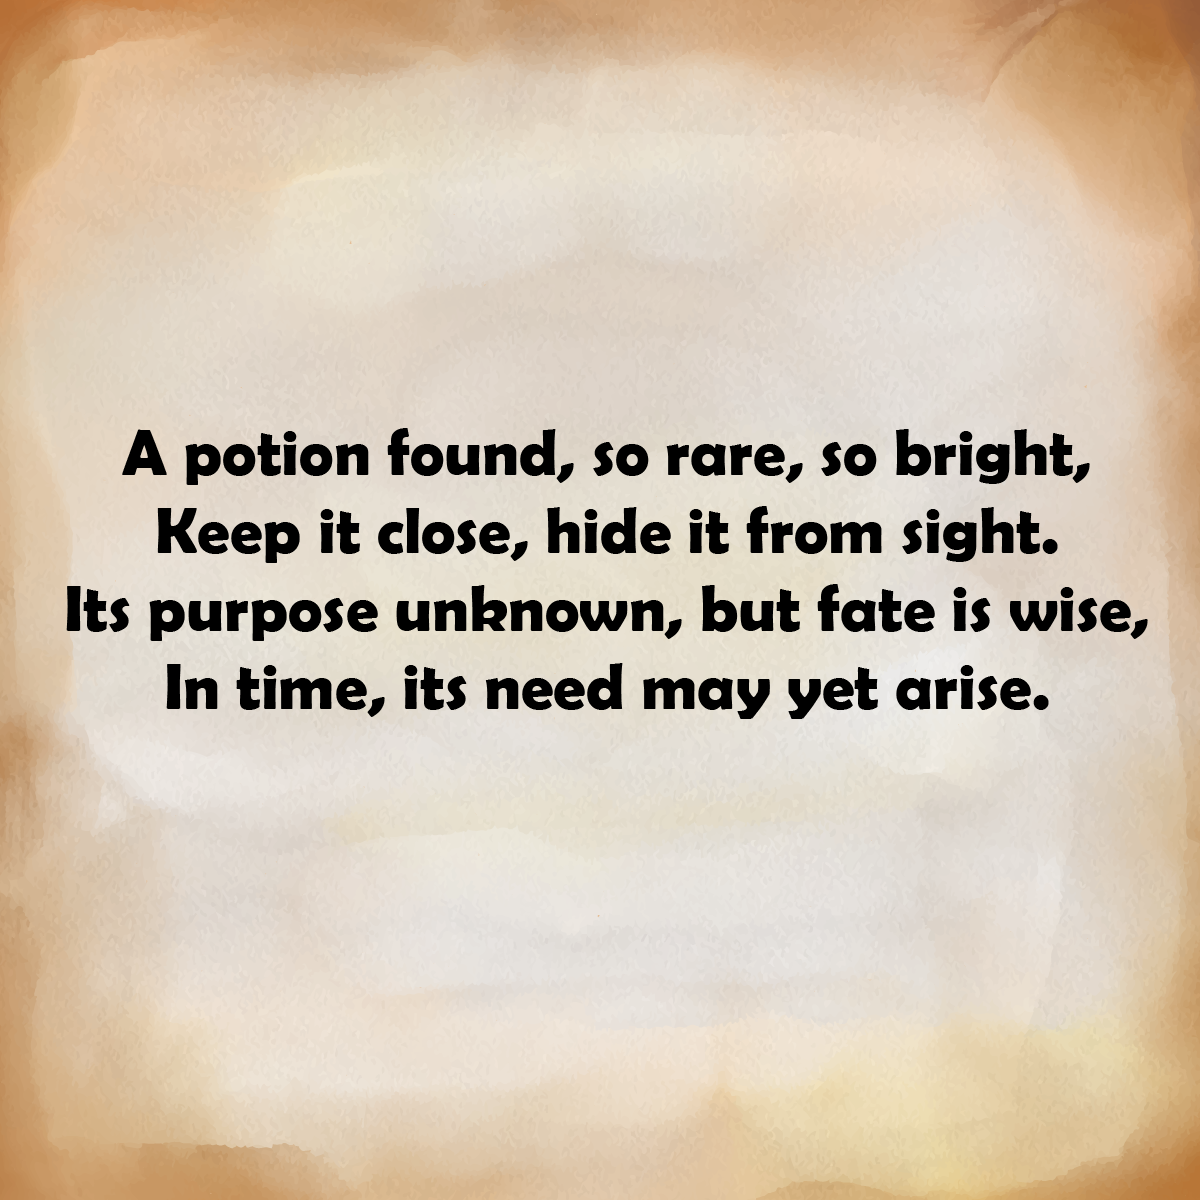 A potion found, so rare, so bright,
Keep it close, hide it from sight.
Its purpose unknown, but fate is wise,
In time, its need may yet arise.